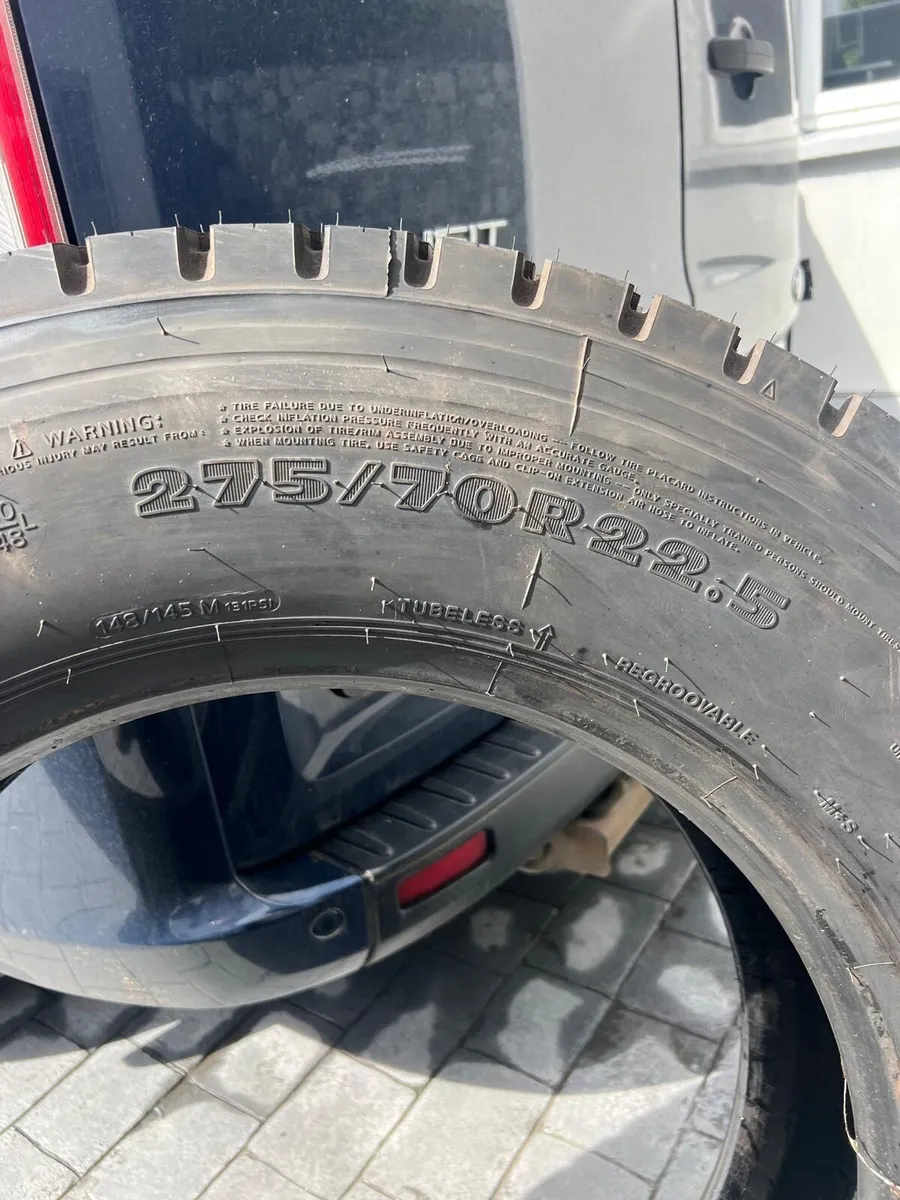 ⚠ WARNING:
INJURY MAY RESULT FROM:
★ TIRE FAILURE DUE TO UNDERINFLATION/OVERLOADING — FOLLOW THE PLACARD INSTRUCTIONS IN VEHICLE.
★ CHECK INFLATION PRESSURE FREQUENTLY WITH AN ACCURATE GAUGE.
★ EXPLOSION OF TIRE/RIM ASSEMBLY DUE TO IMPROPER MOUNTING — ONLY SPECIALLY TRAINED PERSONS SHOULD MOUNT TIRES
★ WHEN MOUNTING TIRE, USE SAFETY CAGE AND CLIP-ON EXTENSION AIR HOSE TO INFLATE.
275/70R22.5
148/145 M 131PSI
TUBELESS
REGROOVABLE
M+S